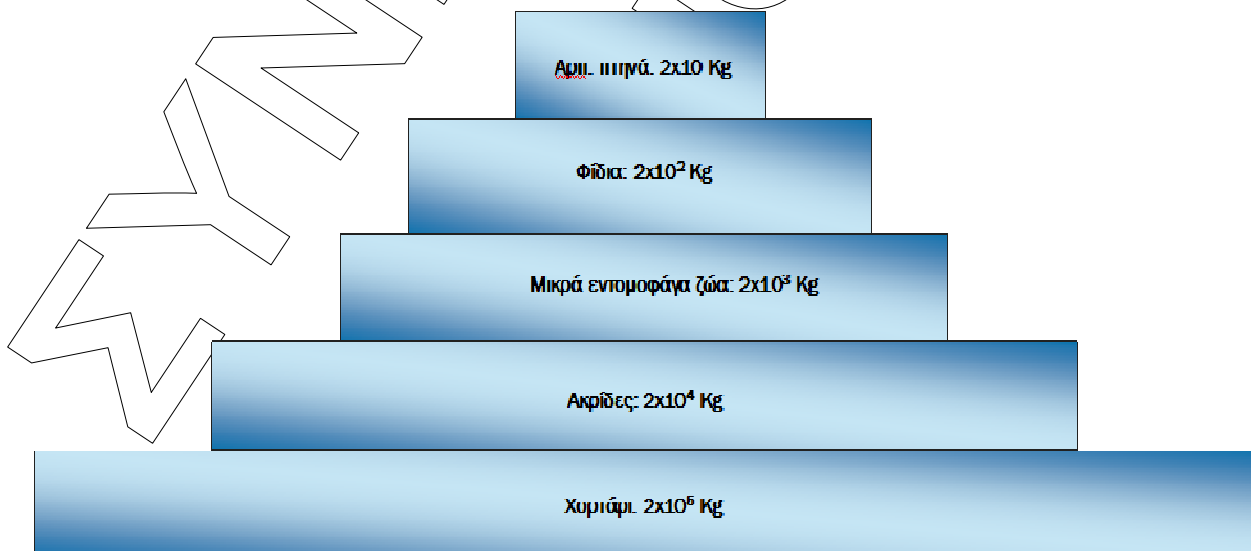 Αρπ. πτηνά: 2x10 Kg
Φίδια: 2x10² Kg
Μικρά εντομοφάγα ζώα: 2x10³ Kg
Ακρίδες: 2x10⁴ Kg
Χορτάρι: 2x10⁵ Kg